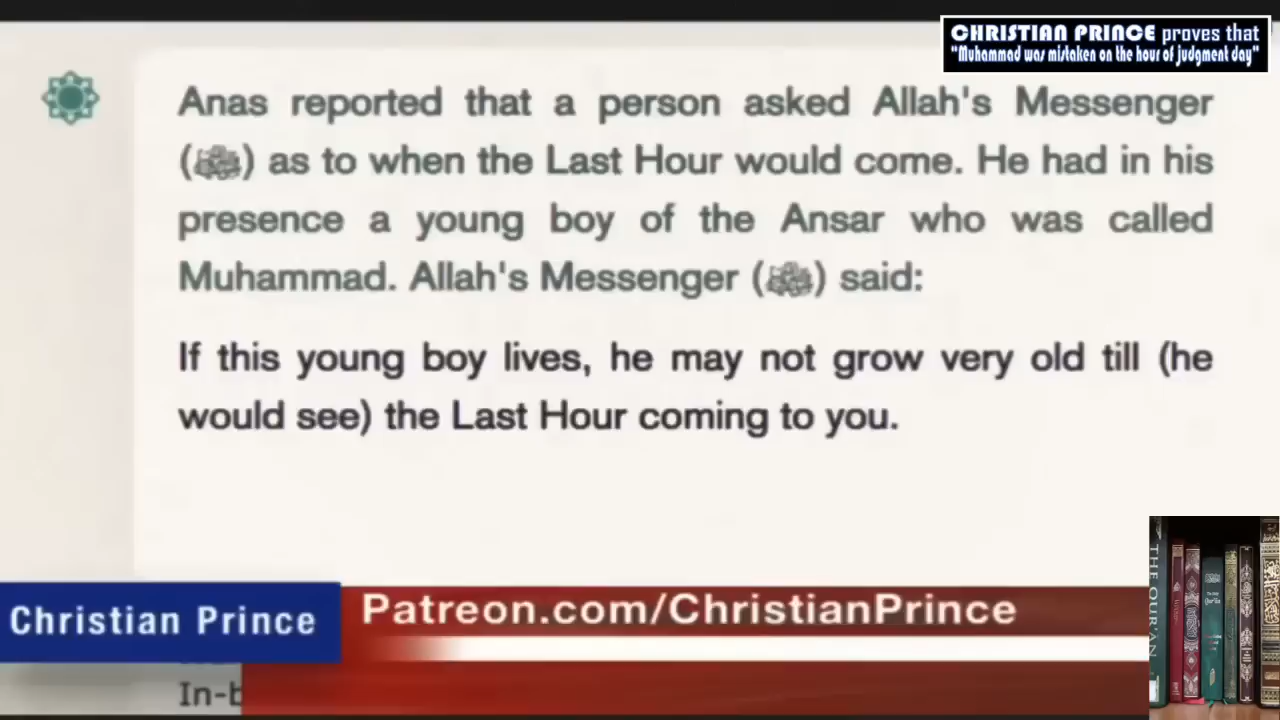 CHRISTIAN PRINCE proves that
"Muhammad was mistaken on the hour of judgment day"
Anas reported that a person asked Allah's Messenger
(ﷺ) as to when the Last Hour would come. He had in his
presence a young boy of the Ansar who was called
Muhammad. Allah's Messenger (ﷺ) said:
If this young boy lives, he may not grow very old till (he
would see) the Last Hour coming to you.
Christian Prince
Patreon.com/ChristianPrince
In-b
THE QUR'AN